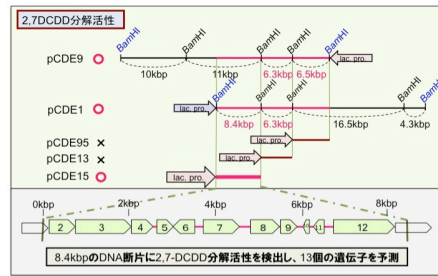 2,7DCDD分解活性
BamHI BamHI BamHI BamHI BamHI
pCDE9 lac. pro.
10kbp 11kbp 6.3kbp 6.5kbp
BamHI BamHI BamHI BamHI BamHI
pCDE1 lac. pro.
8.4kbp 6.3kbp 16.5kbp 4.3kbp
pCDE95 × lac. pro.
pCDE13 × lac. pro.
pCDE15 lac. pro.
0kbp 2kbp 4kbp 6kbp 8kbp
2 3 4 5 6 7 8 9 11 12
8.4kbpのDNA断片に2,7-DCDD分解活性を検出し、13個の遺伝子を予測